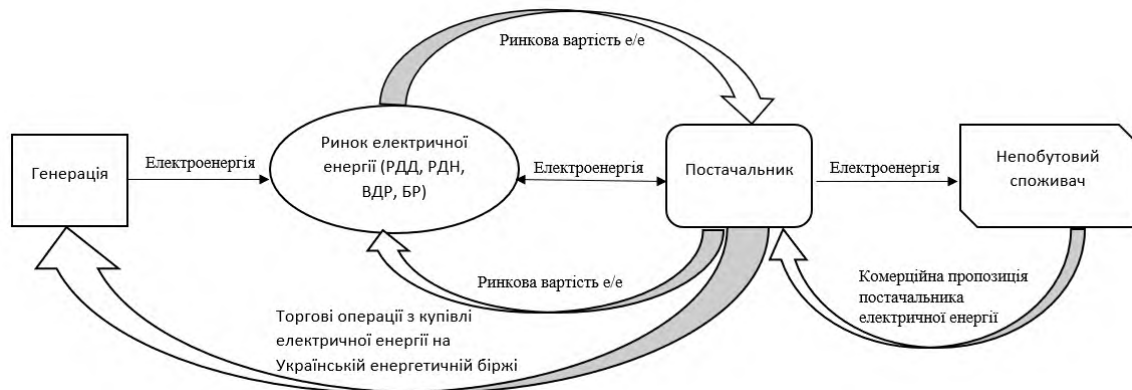 Ринкова вартість е/е
Генерація
Електроенергія
Ринок електричної
енергії (РДД, РДН,
ВДР, БР)
Електроенергія
Постачальник
Електроенергія
Непобутовий
споживач
Ринкова вартість е/е
Комерційна пропозиція
постачальника
електричної енергії
Торгові операції з купівлі
електричної енергії на
Українській енергетичній біржі